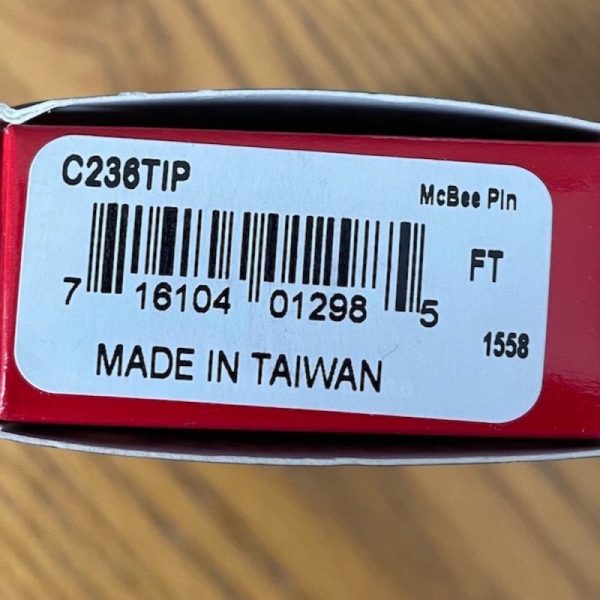 C236TIP
McBee Pin
FT
7 16104 01298 5
1558
MADE IN TAIWAN